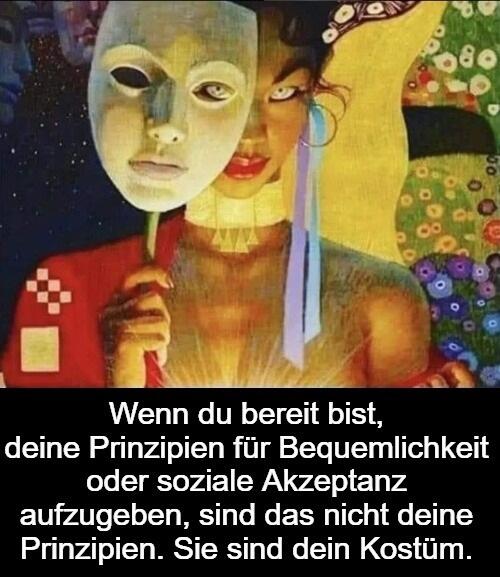 Wenn du bereit bist,
deine Prinzipien für Bequemlichkeit
oder soziale Akzeptanz
aufzugeben, sind das nicht deine
Prinzipien. Sie sind dein Kostüm.